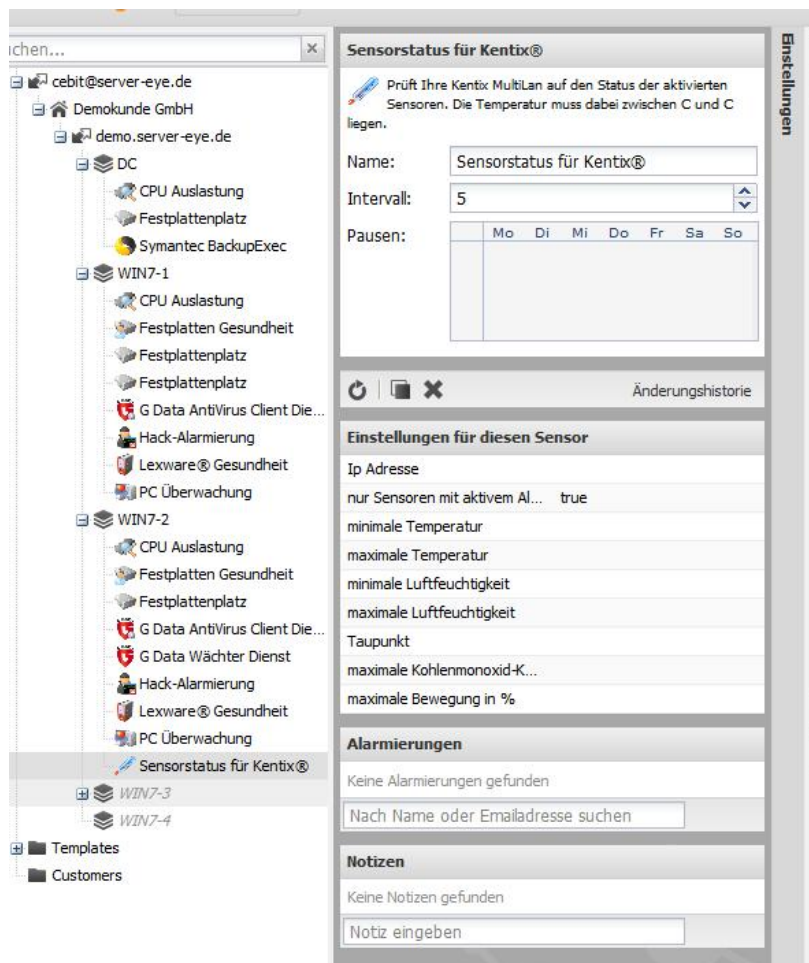 chen...
cebit@server-eye.de
Demokunde GmbH
demo.server-eye.de
DC
CPU Auslastung
Festplattenplatz
Symantec BackupExec
WIN7-1
CPU Auslastung
Festplatten Gesundheit
Festplattenplatz
Festplattenplatz
G Data AntiVirus Client Die...
Hack-Alarmierung
Lexware® Gesundheit
PC Überwachung
WIN7-2
CPU Auslastung
Festplatten Gesundheit
Festplattenplatz
G Data AntiVirus Client Die...
G Data Wächter Dienst
Hack-Alarmierung
Lexware® Gesundheit
PC Überwachung
Sensorstatus für Kentix®
WIN7-3
WIN7-4
Templates
Customers
Sensorstatus für Kentix®
Prüft Ihre Kentix MultiLan auf den Status der aktivierten
Sensoren. Die Temperatur muss dabei zwischen C und C
liegen.
Name: Sensorstatus für Kentix®
Intervall: 5
Pausen: Mo Di Mi Do Fr Sa So
Änderungshistorie
Einstellungen für diesen Sensor
Ip Adresse
nur Sensoren mit aktivem Al... true
minimale Temperatur
maximale Temperatur
minimale Luftfeuchtigkeit
maximale Luftfeuchtigkeit
Taupunkt
maximale Kohlenmonoxid-K...
maximale Bewegung in %
Alarmierungen
Keine Alarmierungen gefunden
Nach Name oder Emailadresse suchen
Notizen
Keine Notizen gefunden
Notiz eingeben
Einstellungen